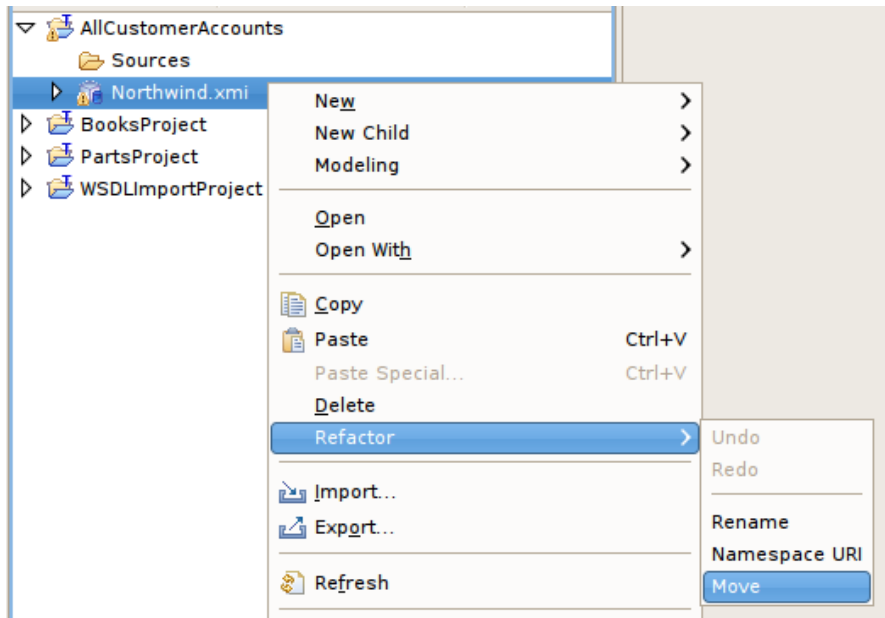 AllCustomerAccounts
Sources
Northwind.xmi
BooksProject
PartsProject
WSDLImportProject
New
New Child
Modeling
Open
Open With
Copy
Paste Ctrl+V
Paste Special... Ctrl+V
Delete
Refactor
Import...
Export...
Refresh
Undo
Redo
Rename
Namespace URI
Move